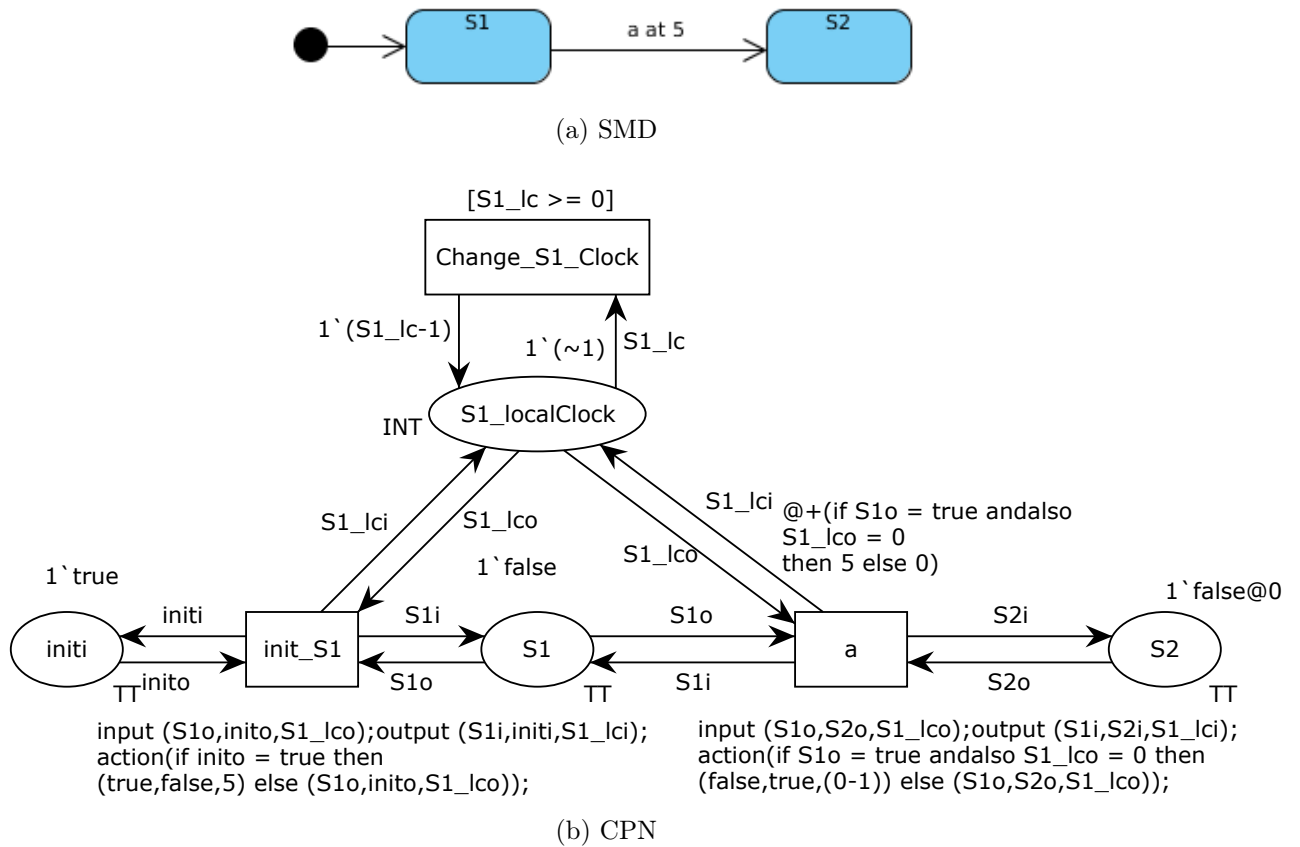 S1
a at 5
S2
(a) SMD
[S1_lc >= 0]
Change_S1_Clock
1`(S1_lc-1)
1`(~1)
S1_lc
S1_localClock
INT
S1_lci
S1_lco
S1_lco
S1_lci
@+(if S1o = true andalso
S1_lco = 0
then 5 else 0)
1`true
1`false
1`false@0
initi
initi
init_S1
S1i
S1
S1o
a
S2i
S2
TT
inito
S1o
TT
S1i
S2o
TT
input (S1o,inito,S1_lco);output (S1i,initi,S1_lci);
action(if inito = true then
(true,false,5) else (S1o,inito,S1_lco));
input (S1o,S2o,S1_lco);output (S1i,S2i,S1_lci);
action(if S1o = true andalso S1_lco = 0 then
(false,true,(0-1)) else (S1o,S2o,S1_lco));
(b) CPN